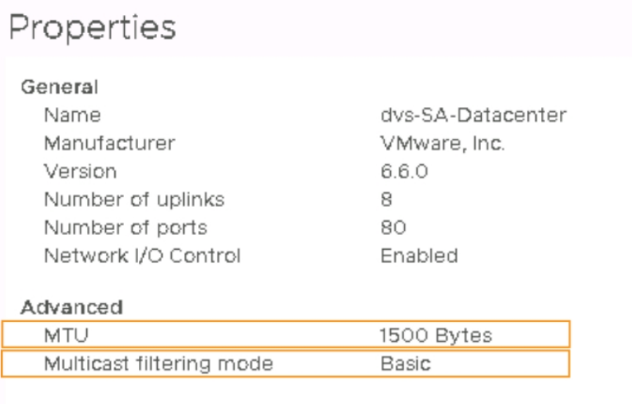 Properties
General
Name dvs-SA-Datacenter
Manufacturer VMware, Inc.
Version 6.6.0
Number of uplinks 8
Number of ports 80
Network I/O Control Enabled
Advanced
MTU 1500 Bytes
Multicast filtering mode Basic